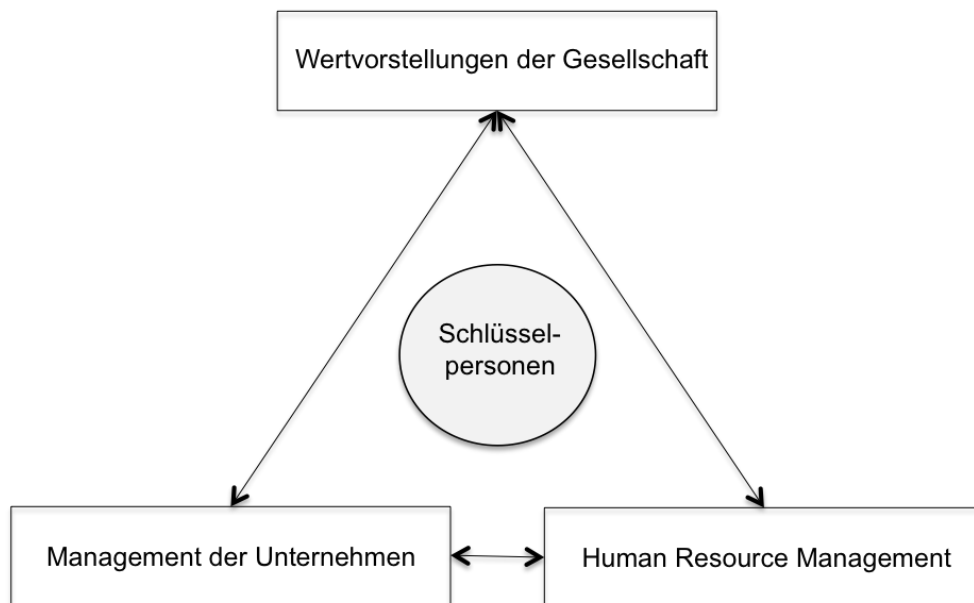 Wertvorstellungen der Gesellschaft
Schlüssel-
personen
Management der Unternehmen
Human Resource Management